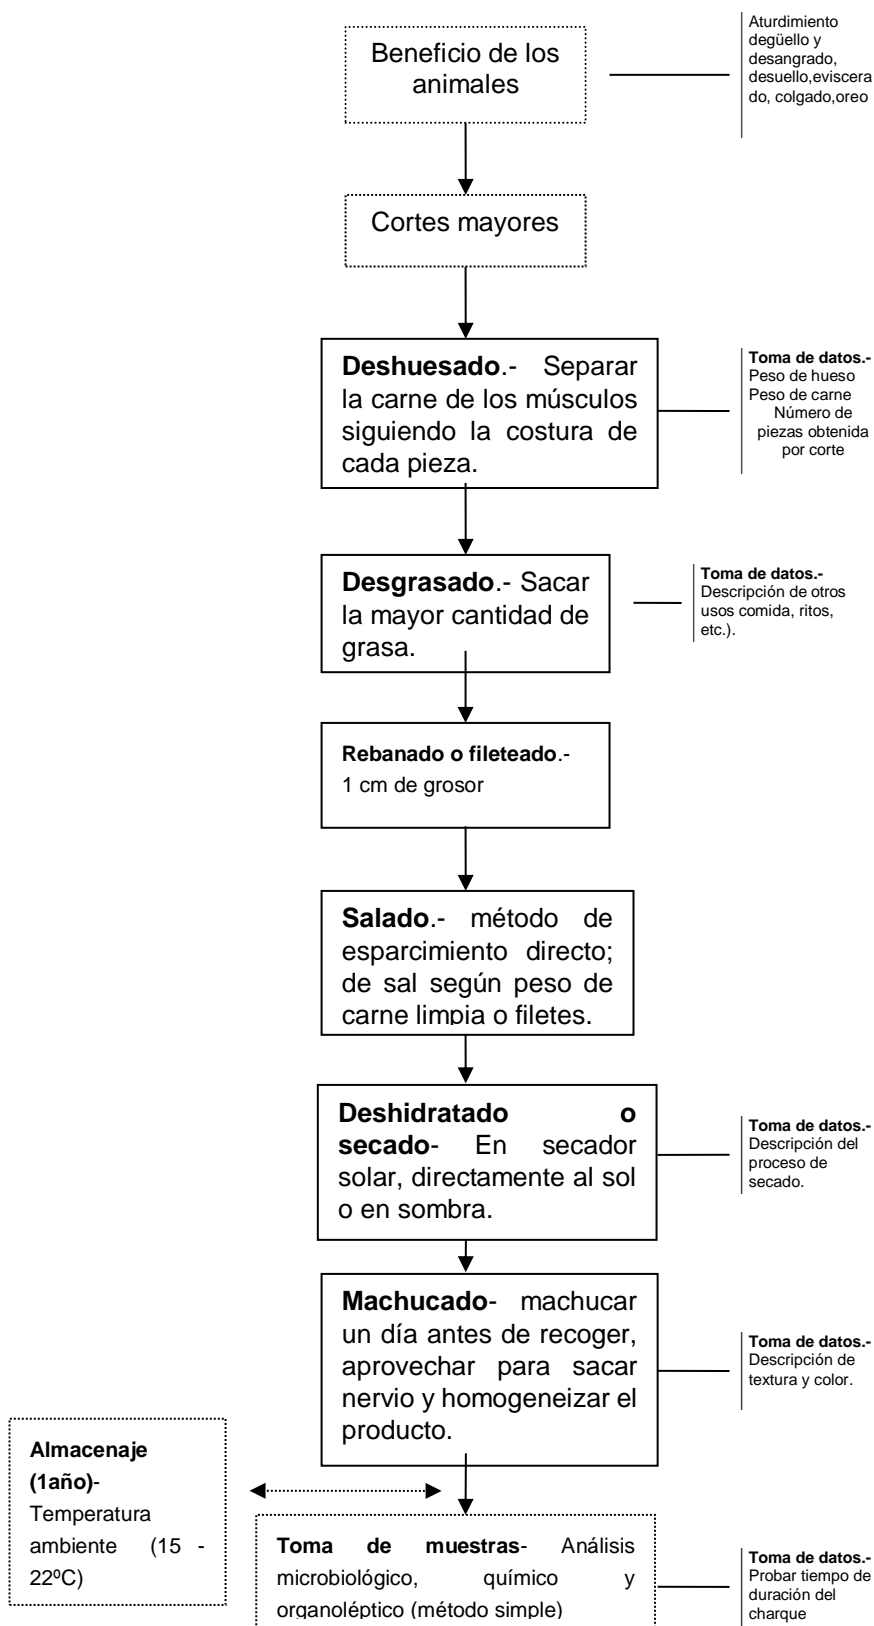 Beneficio de los
animales
Aturdimiento
degüello y
desangrado,
desuello,eviscera
do, colgado,oreo
Cortes mayores
Deshuesado.- Separar
la carne de los músculos
siguiendo la costura de
cada pieza.
Toma de datos.-
Peso de hueso
Peso de carne
Número de
piezas obtenida
por corte
Desgrasado.- Sacar
la mayor cantidad de
grasa.
Toma de datos.-
Descripción de otros
usos comida, ritos,
etc.).
Rebanado o fileteado.-
1 cm de grosor
Salado.- método de
esparcimiento directo;
de sal según peso de
carne limpia o filetes.
Deshidratado o
secado- En secador
solar, directamente al sol
o en sombra.
Toma de datos.-
Descripción del
proceso de
secado.
Machucado- machucar
un día antes de recoger,
aprovechar para sacar
nervio y homogeneizar el
producto.
Toma de datos.-
Descripción de
textura y color.
Almacenaje
(1año)-
Temperatura
ambiente (15 -
22ºC)
Toma de muestras- Análisis
microbiológico, químico y
organoléptico (método simple)
Toma de datos.-
Probar tiempo de
duración del
charque